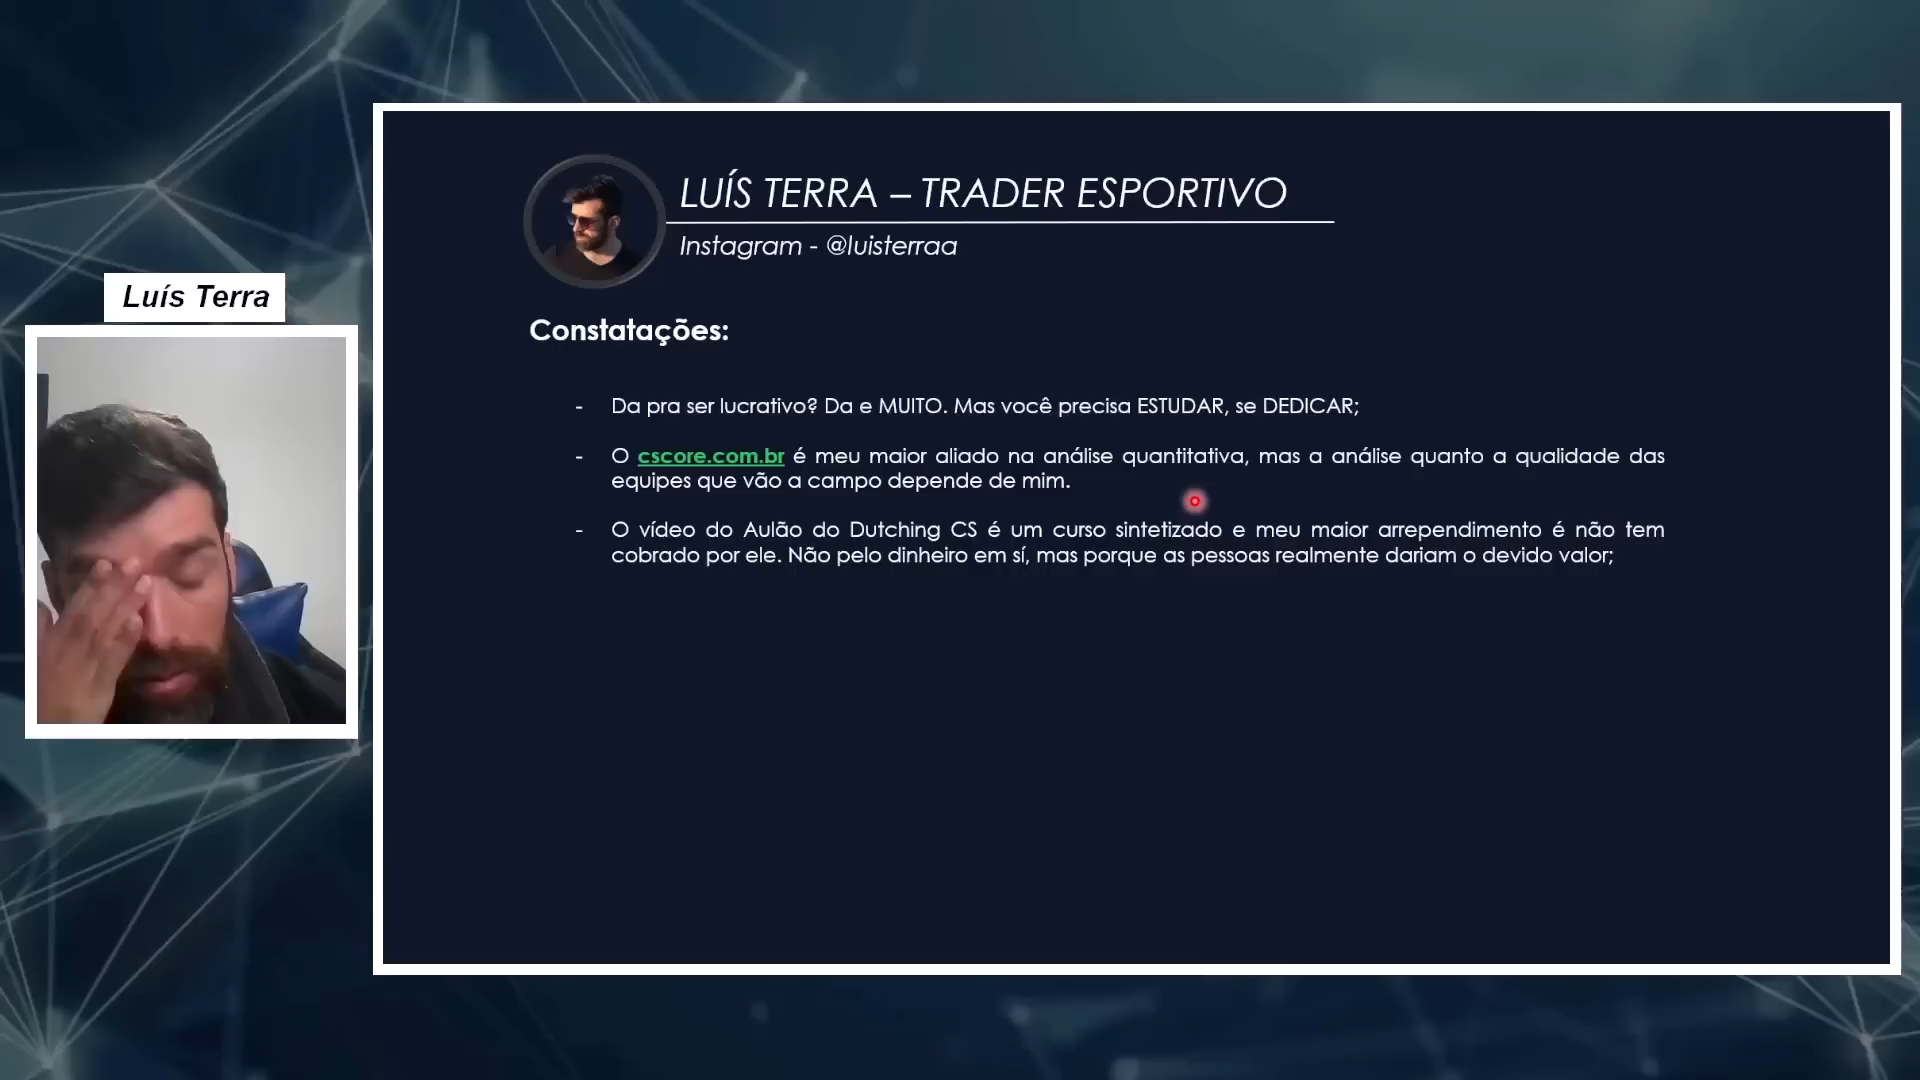 LUÍS TERRA – TRADER ESPORTIVO
Instagram - @luisterraa
Luís Terra
Constatações:
- Da pra ser lucrativo? Da e MUITO. Mas você precisa ESTUDAR, se DEDICAR;
- O cscore.com.br é meu maior aliado na análise quantitativa, mas a análise quanto a qualidade das
equipes que vão a campo depende de mim.
- O vídeo do Aulão do Dutching CS é um curso sintetizado e meu maior arrependimento é não tem
cobrado por ele. Não pelo dinheiro em sí, mas porque as pessoas realmente dariam o devido valor;